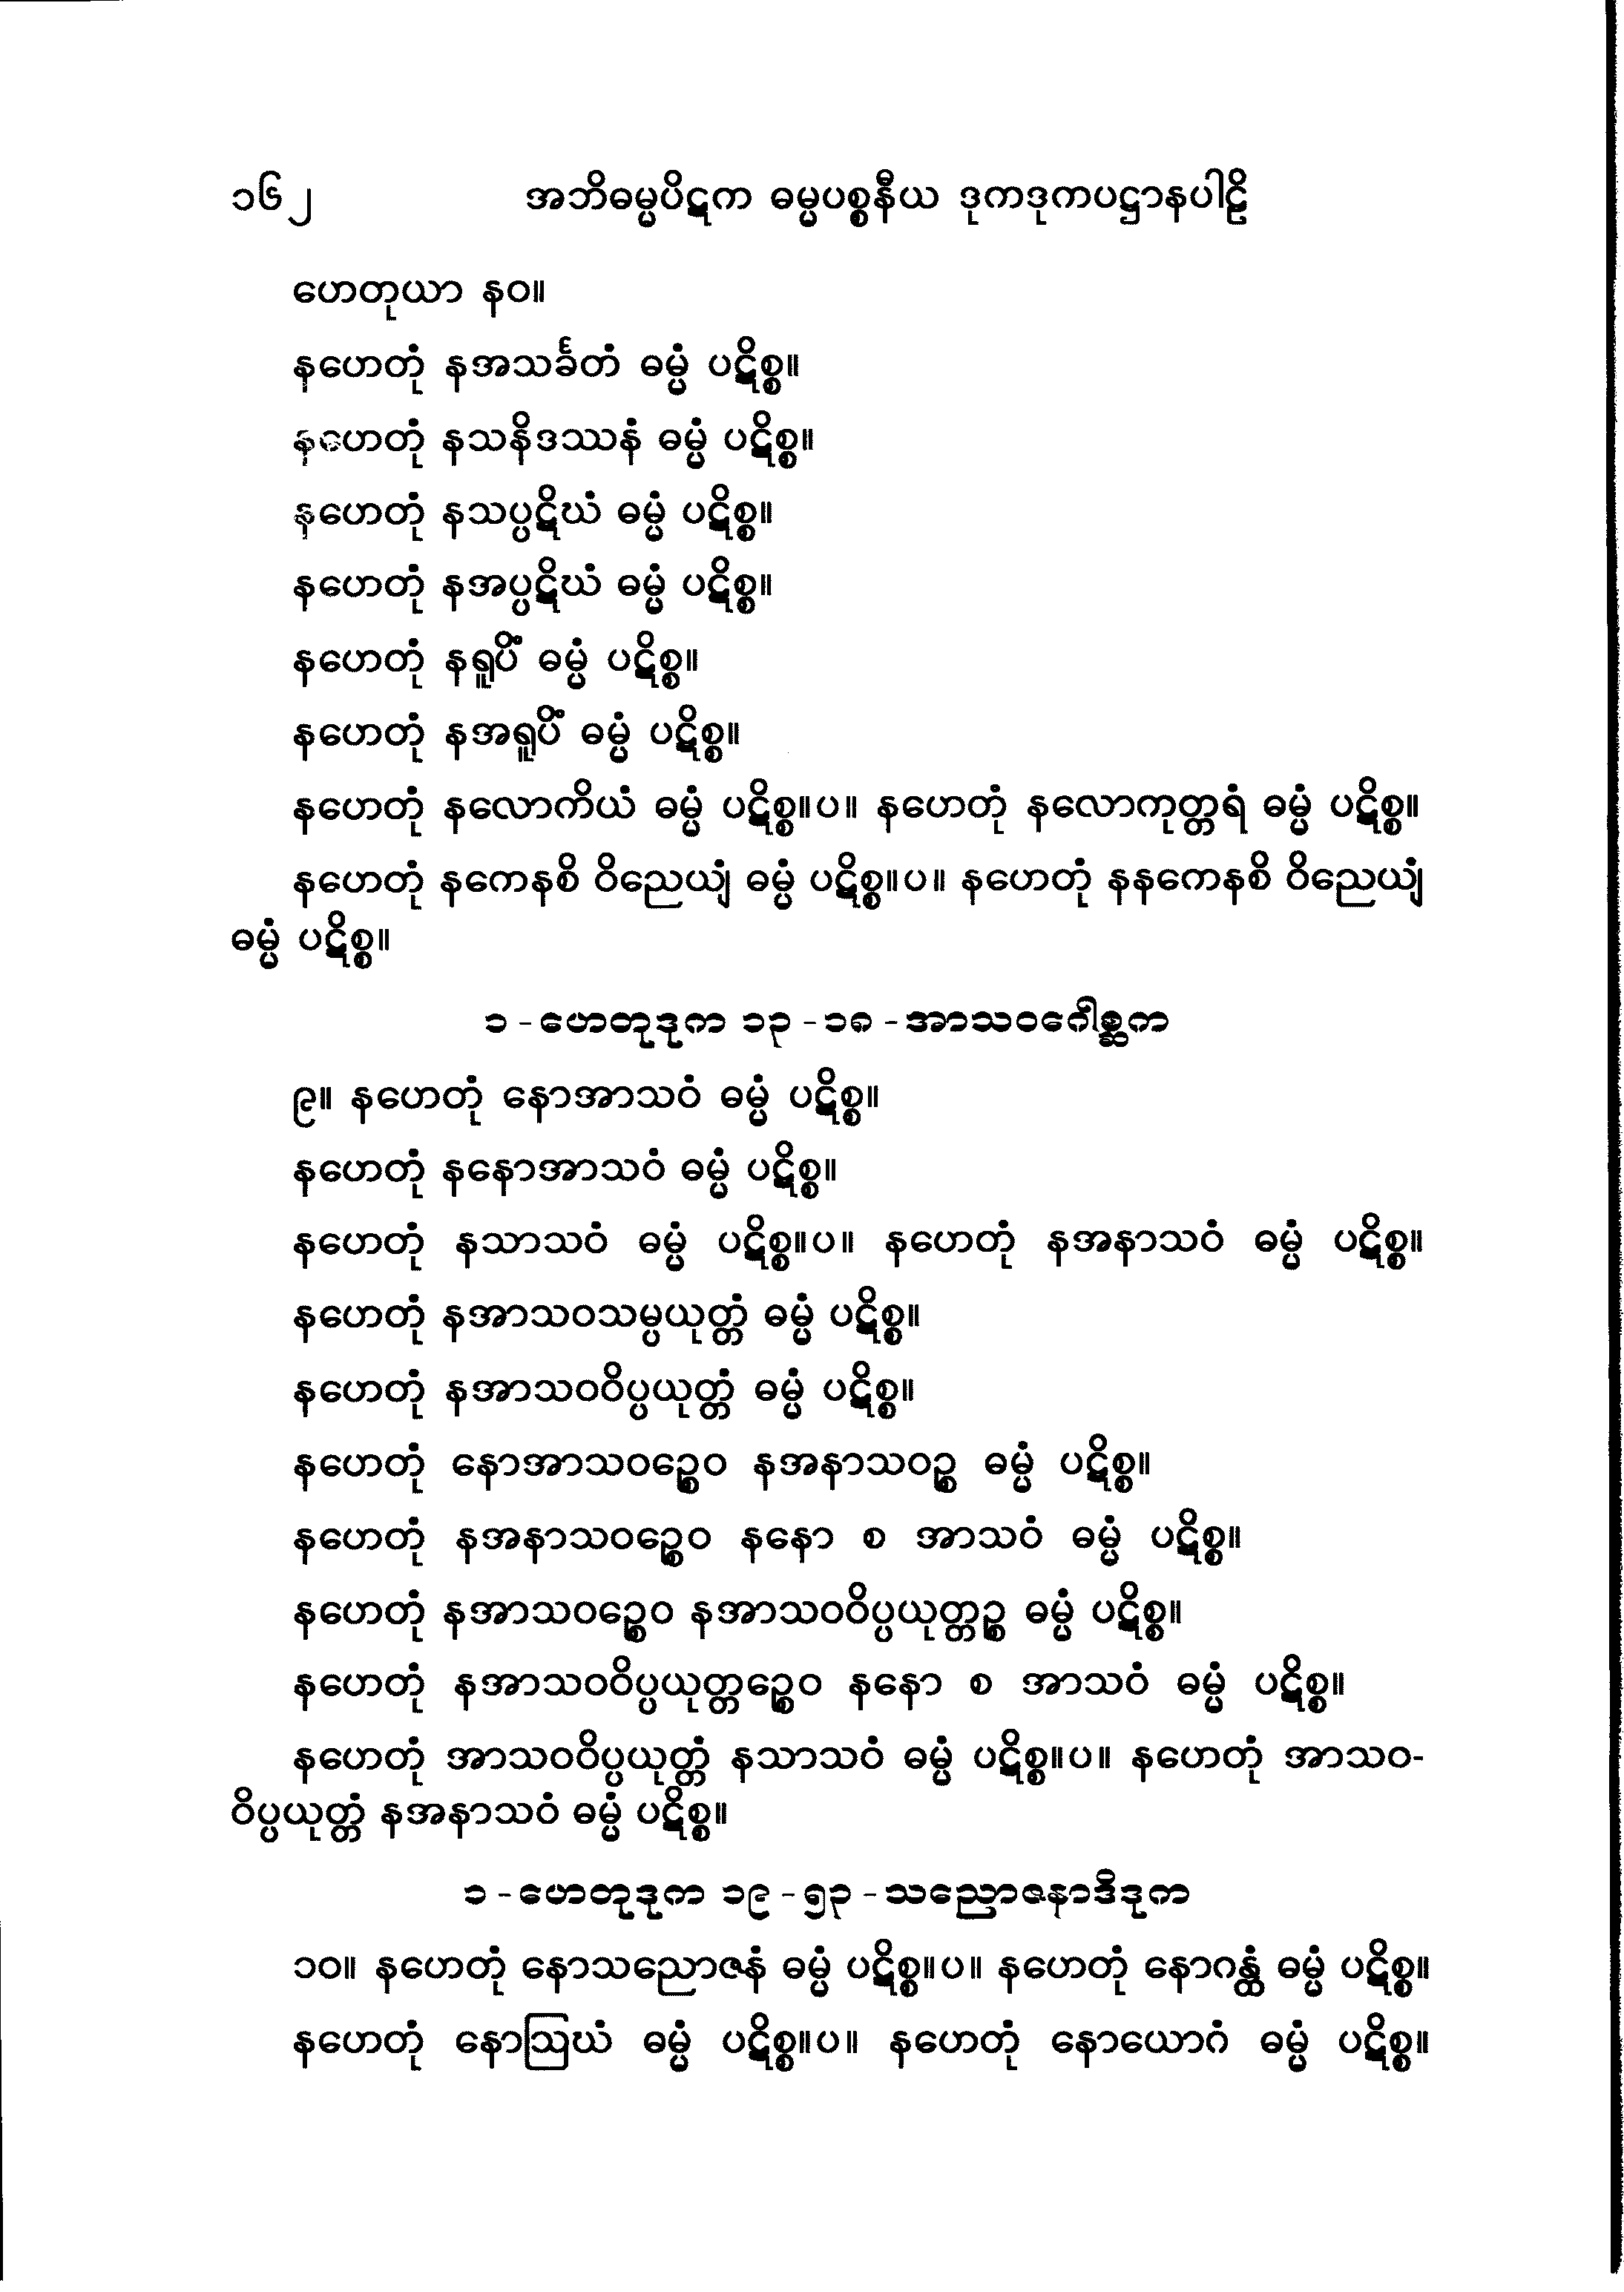 ၁၆၂ အဘိဓမ္မပိဋက ဓမ္မပစ္စနီယ ဒုကဒုကပဋ္ဌာနပါဠိ
ဟေတုယာ နဝ။
နဟေတုံ နအသင်္ခတံ ဓမ္မံ ပဋိစ္စ။
နဟေတုံ နသနိဒဿနံ ဓမ္မံ ပဋိစ္စ။
နဟေတုံ နသပ္ပဋိဃံ ဓမ္မံ ပဋိစ္စ။
နဟေတုံ နအပ္ပဋိဃံ ဓမ္မံ ပဋိစ္စ။
နဟေတုံ နရူပိံ ဓမ္မံ ပဋိစ္စ။
နဟေတုံ နအရူပိံ ဓမ္မံ ပဋိစ္စ။
နဟေတုံ နလောကိယံ ဓမ္မံ ပဋိစ္စ။ပ။ နဟေတုံ နလောကုတ္တရံ ဓမ္မံ ပဋိစ္စ။
နဟေတုံ နကေနစိ ဝိညေယျံ ဓမ္မံ ပဋိစ္စ။ပ။ နဟေတုံ နနကေနစိ ဝိညေယျံ
ဓမ္မံ ပဋိစ္စ။
၁ - ဟေတုဒုက ၁၃ - ၁၈ - အာသဝဂေါစ္ဆက
၉။ နဟေတုံ နောအာသဝံ ဓမ္မံ ပဋိစ္စ။
နဟေတုံ နနောအာသဝံ ဓမ္မံ ပဋိစ္စ။
နဟေတုံ နသာသဝံ ဓမ္မံ ပဋိစ္စ။ပ။ နဟေတုံ နအနာသဝံ ဓမ္မံ ပဋိစ္စ။
နဟေတုံ နအာသဝသမ္ပယုတ္တံ ဓမ္မံ ပဋိစ္စ။
နဟေတုံ နအာသဝဝိပ္ပယုတ္တံ ဓမ္မံ ပဋိစ္စ။
နဟေတုံ နောအာသဝဉ္စေဝ နအနာသဝဉ္စ ဓမ္မံ ပဋိစ္စ။
နဟေတုံ နအနာသဝဉ္စေဝ နနော စ အာသဝံ ဓမ္မံ ပဋိစ္စ။
နဟေတုံ နအာသဝဉ္စေဝ နအာသဝဝိပ္ပယုတ္တဉ္စ ဓမ္မံ ပဋိစ္စ။
နဟေတုံ နအာသဝဝိပ္ပယုတ္တဉ္စေဝ နနော စ အာသဝံ ဓမ္မံ ပဋိစ္စ။
နဟေတုံ အာသဝဝိပ္ပယုတ္တံ နသာသဝံ ဓမ္မံ ပဋိစ္စ။ပ။ နဟေတုံ အာသဝ-
ဝိပ္ပယုတ္တံ နအနာသဝံ ဓမ္မံ ပဋိစ္စ။
၁ - ဟေတုဒုက ၁၉ - ၅၃ - သညောဇနာဒိဒုက
၁၀။ နဟေတုံ နောသညောဇနံ ဓမ္မံ ပဋိစ္စ။ပ။ နဟေတုံ နောဂန္ထံ ဓမ္မံ ပဋိစ္စ။
နဟေတုံ နောဩဃံ ဓမ္မံ ပဋိစ္စ။ပ။ နဟေတုံ နောယောဂံ ဓမ္မံ ပဋိစ္စ။